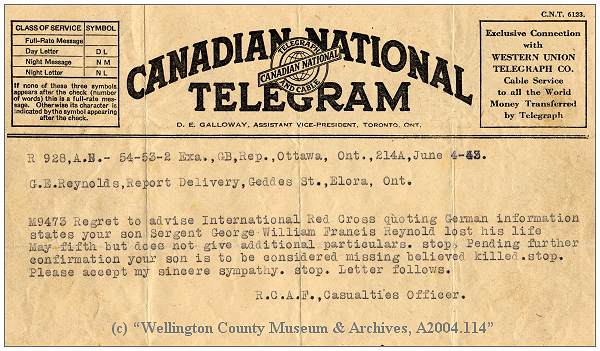 C.N.T. 6123.
CLASS OF SERVICE SYMBOL
Full-Rate Message
Day Letter D L
Night Message N M
Night Letter N L
If none of these three symbols
appears after the check (number
of words) this is a full-rate mes-
sage. Otherwise its character is
indicated by the symbol appearing
after the check.
CANADIAN NATIONAL
TELEGRAPH
CANADIAN NATIONAL
AND CABLE
TELEGRAM
D. E. GALLOWAY, ASSISTANT VICE-PRESIDENT, TORONTO, ONT.
Exclusive Connection
with
WESTERN UNION
TELEGRAPH CO.
Cable Service
to all the World
Money Transferred
by Telegraph
R 928,A.N.- 54-53-2 Exa.,GB,Rep.,Ottawa, Ont.,214A,June 4-43.
G.E.Reynolds,Report Delivery,Geddes St.,Elora, Ont.
M9473 Regret to advise International Red Cross quoting German information
states your son Sergent George William Francis Reynold lost his life
May fifth but does not give additional particulars. stop. Pending further
confirmation your son is to be considered missing believed killed.stop.
Please accept my sincere sympathy. stop. Letter follows.
R.C.A.F.,Casualties Officer.
(c) “Wellington County Museum & Archives, A2004.114”